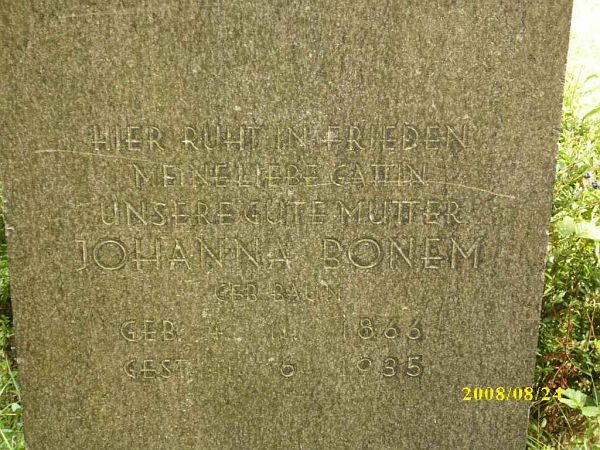 HIER RUHT IN FRIEDEN
MEINE LIEBE GATTIN
UNSERE GUTE MUTTER
JOHANNA BONEM
GEB. BAUM
GEB. 4. 1866
GEST. 6 1935
2008/08/24